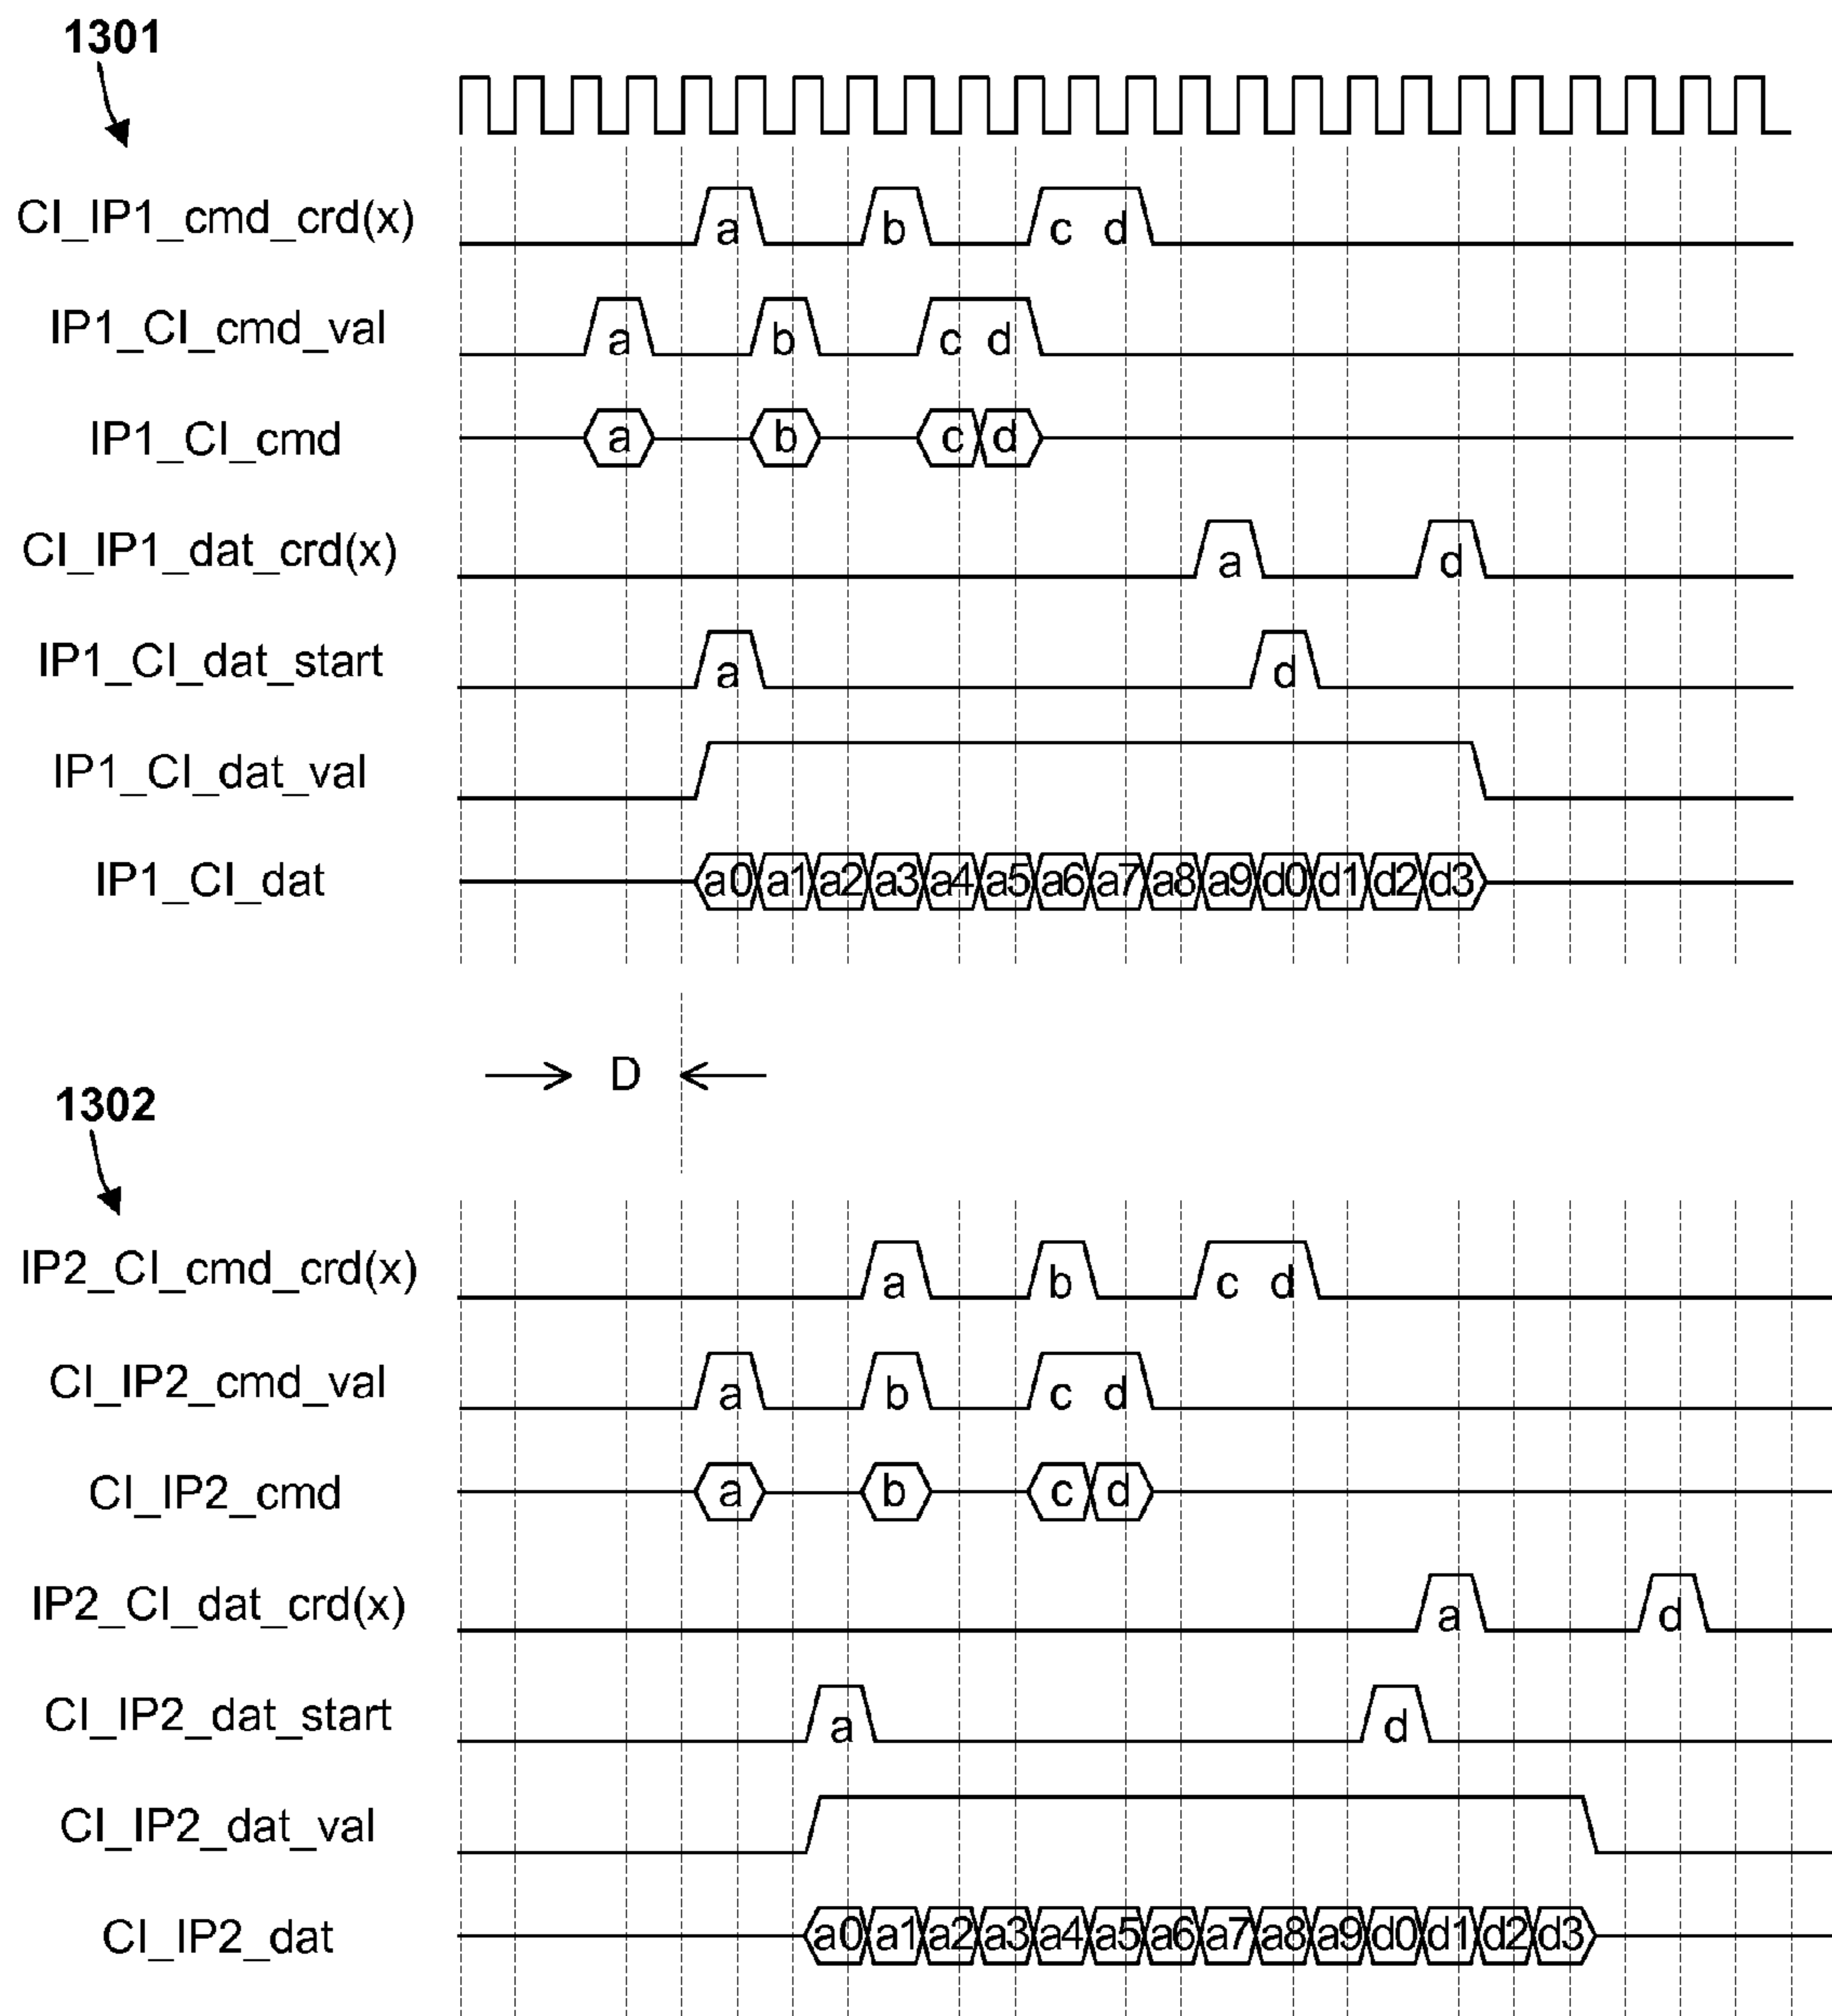 1301
CI_IP1_cmd_crd(x) a b c d
IP1_CI_cmd_val a b c d
IP1_CI_cmd a b c d
CI_IP1_dat_crd(x) a d
IP1_CI_dat_start a d
IP1_CI_dat_val
IP1_CI_dat a0 a1 a2 a3 a4 a5 a6 a7 a8 a9 d0 d1 d2 d3
D
1302
IP2_CI_cmd_crd(x) a b c d
CI_IP2_cmd_val a b c d
CI_IP2_cmd a b c d
IP2_CI_dat_crd(x) a d
CI_IP2_dat_start a d
CI_IP2_dat_val
CI_IP2_dat a0 a1 a2 a3 a4 a5 a6 a7 a8 a9 d0 d1 d2 d3